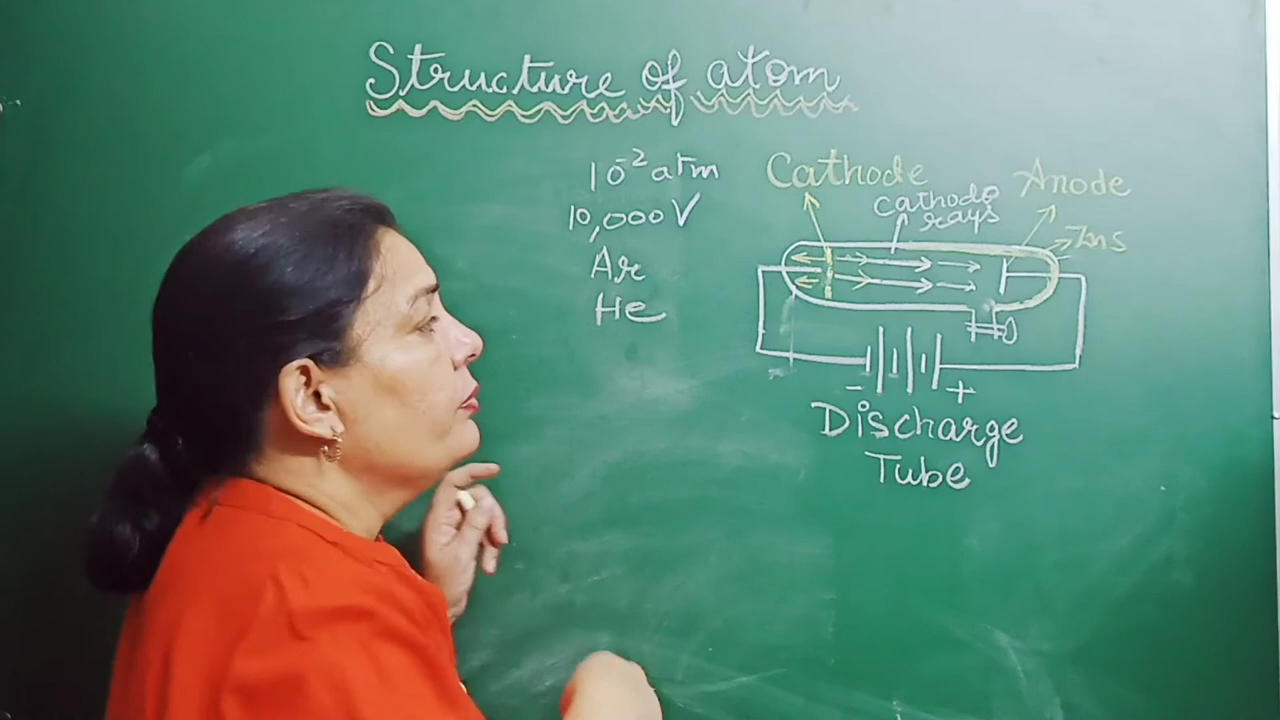 Structure of atom
10⁻² atm
10,000 V
Ar
He
Cathode
Anode
Cathode
rays
ZnS
- +
Discharge
Tube